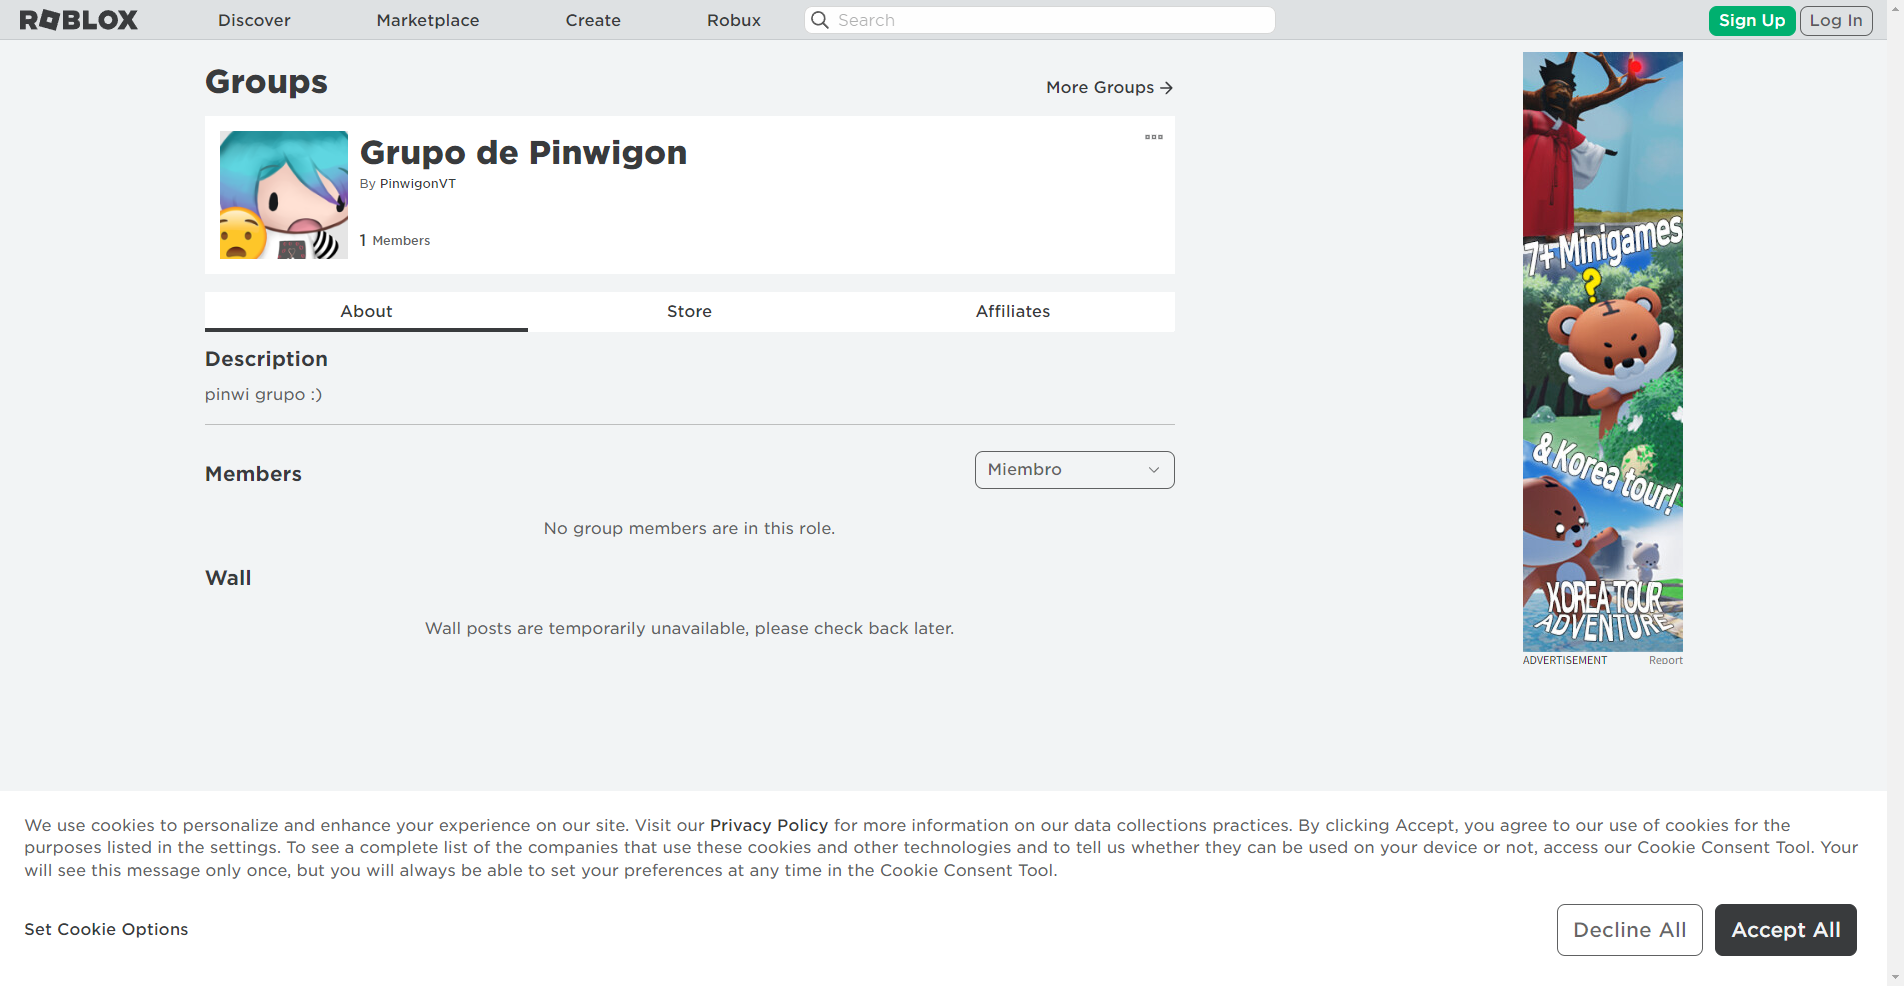 ROBLOX
Discover
Marketplace
Create
Robux
Search
Sign Up
Log In
Groups
More Groups
Grupo de Pinwigon
By PinwigonVT
1 Members
About
Store
Affiliates
Description
pinwi grupo :)
Members
Miembro
No group members are in this role.
Wall
Wall posts are temporarily unavailable, please check back later.
7+ Minigames
?
& Korea tour!
KOREA TOUR
ADVENTURE
ADVERTISEMENT
Report
We use cookies to personalize and enhance your experience on our site. Visit our Privacy Policy for more information on our data collections practices. By clicking Accept, you agree to our use of cookies for the
purposes listed in the settings. To see a complete list of the companies that use these cookies and other technologies and to tell us whether they can be used on your device or not, access our Cookie Consent Tool. Your
will see this message only once, but you will always be able to set your preferences at any time in the Cookie Consent Tool.
Set Cookie Options
Decline All
Accept All